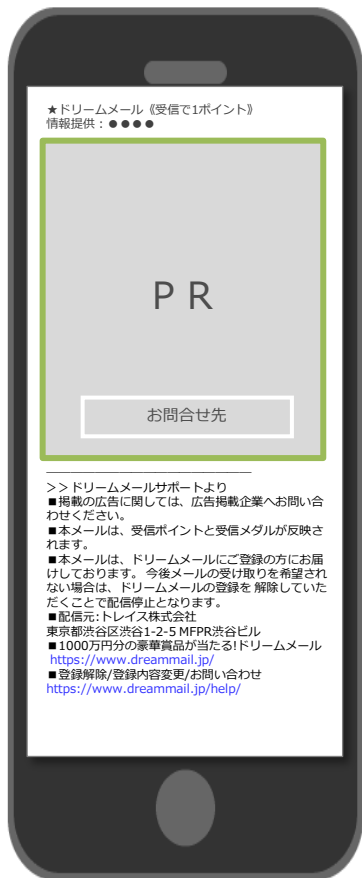 ★ドリームメール《受信で1ポイント》
情報提供：●●●●
ＰＲ
お問合せ先
＞＞ドリームメールサポートより
■掲載の広告に関しては、広告掲載企業へお問い合
わせください。
■本メールは、受信ポイントと受信メダルが反映さ
れます。
■本メールは、ドリームメールにご登録の方にお届
けしております。 今後メールの受け取りを希望され
ない場合は、ドリームメールの登録を 解除していた
だくことで配信停止となります。
■配信元:トレイス株式会社
東京都渋谷区渋谷1-2-5 MFPR渋谷ビル
■1000万円分の豪華賞品が当たる!ドリームメール
https://www.dreammail.jp/
■登録解除/登録内容変更/お問い合わせ
https://www.dreammail.jp/help/